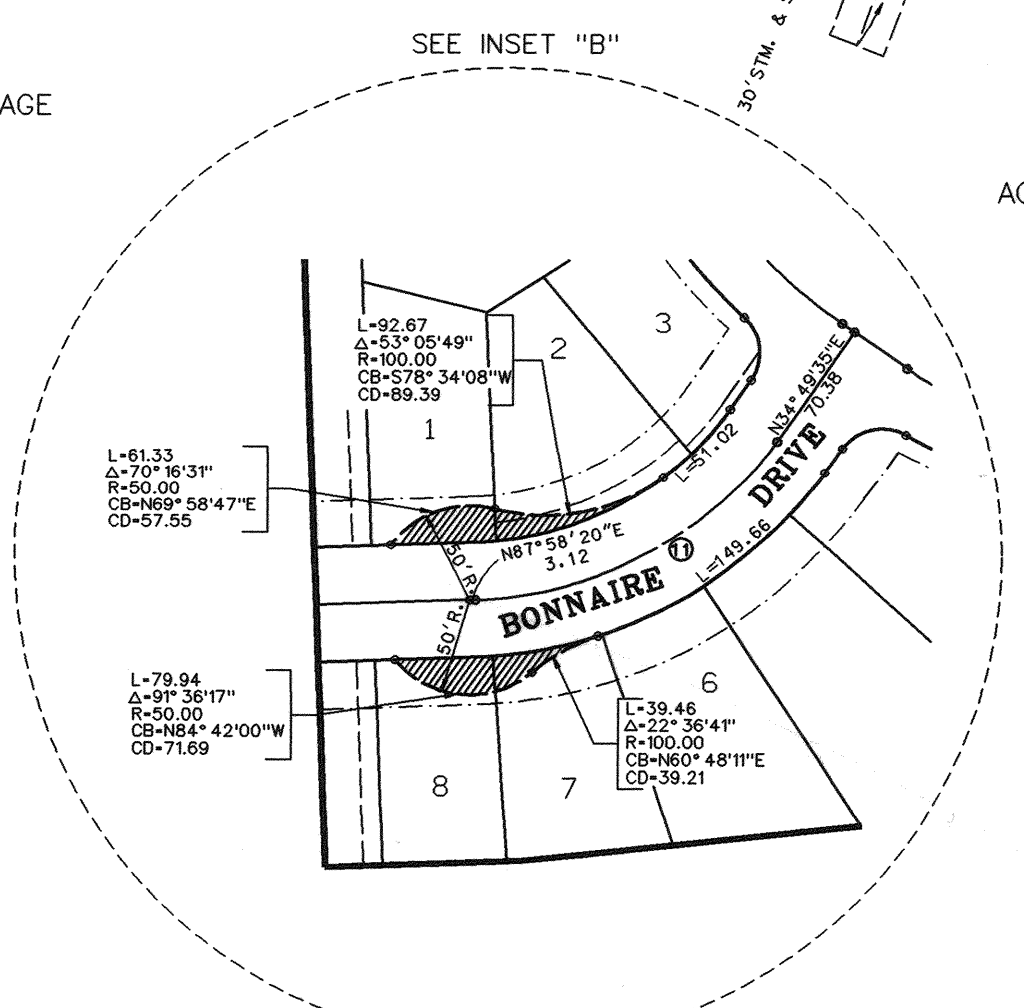 SEE INSET "B"
30' STM. &
AGE
3
2
1
L=92.67
Δ=53° 05'49"
R=100.00
CB=S78° 34'08"W
CD=89.39
L=61.33
Δ=70° 16'31"
R=50.00
CB=N69° 58'47"E
CD=57.55
N34° 49'35"E
70.38
L=51.02
DRIVE
N87°58'20"E
3.12
50'R.
50'R.
BONNAIRE
11
L=149.66
L=79.94
Δ=91° 36'17"
R=50.00
CB=N84° 42'00"W
CD=71.69
6
L=39.46
Δ=22° 36'41"
R=100.00
CB=N60° 48'11"E
CD=39.21
8
7